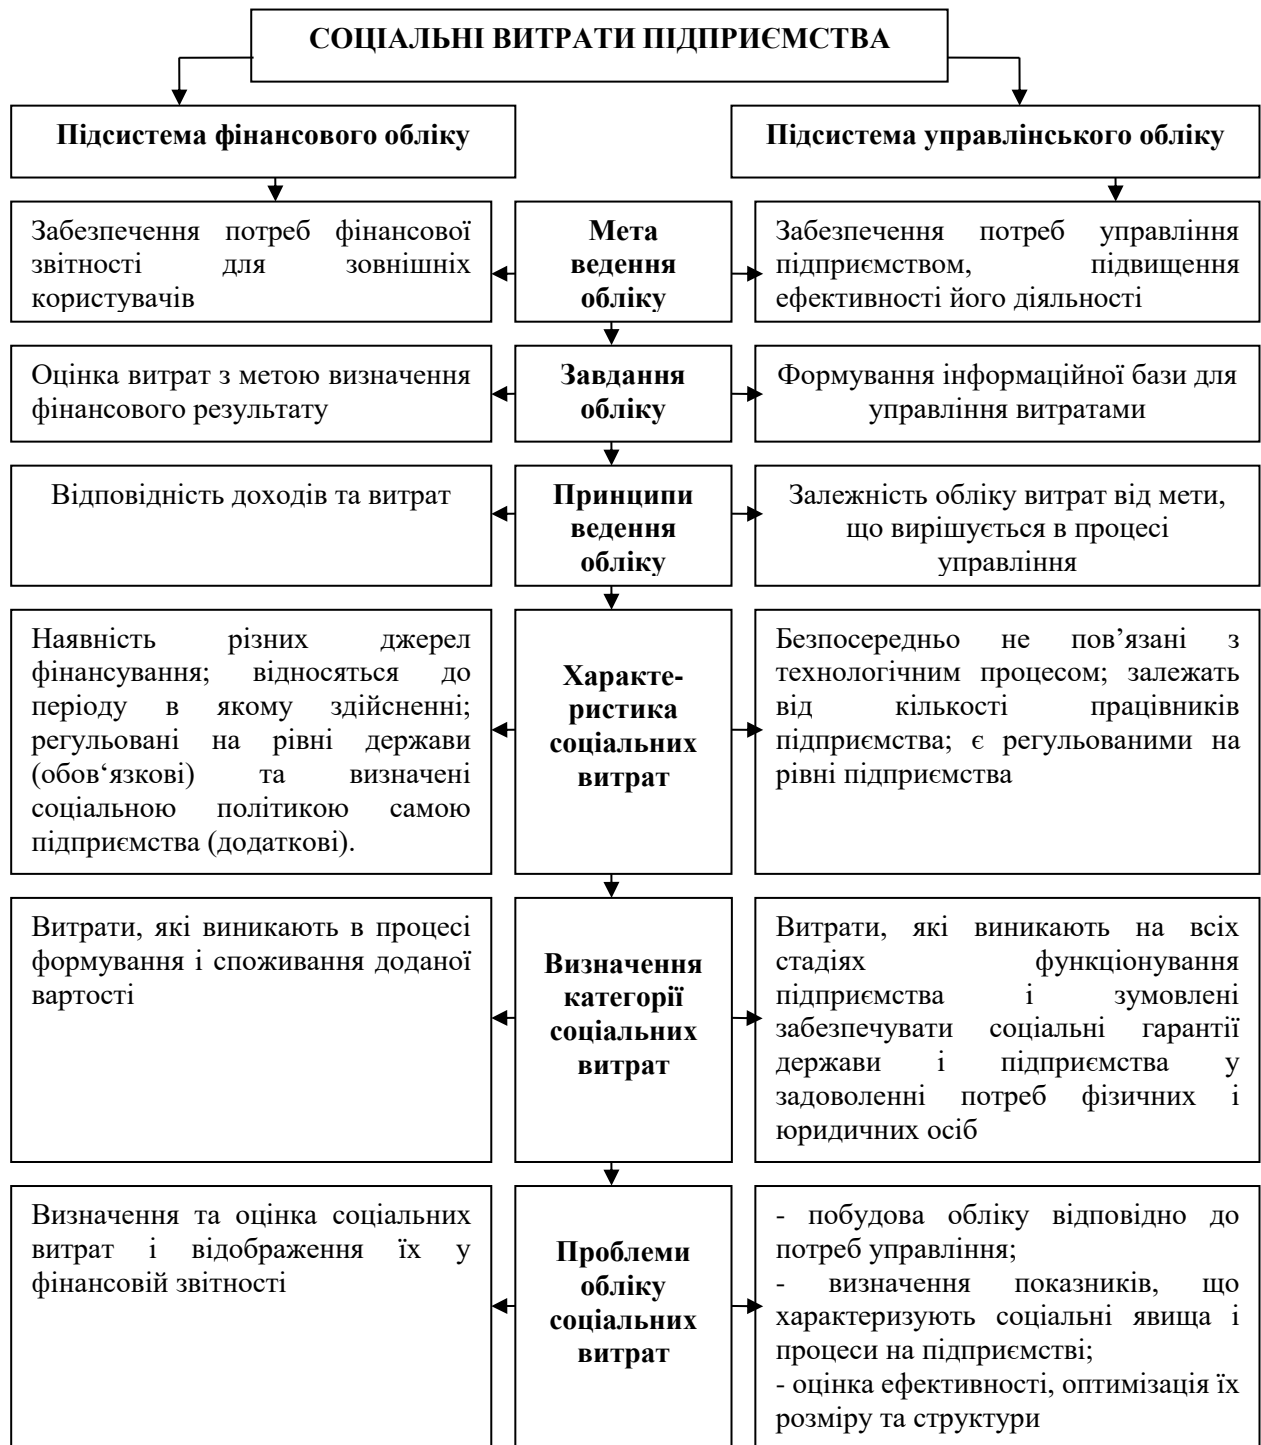 СОЦІАЛЬНІ ВИТРАТИ ПІДПРИЄМСТВА
Підсистема фінансового обліку
Підсистема управлінського обліку
Забезпечення потреб фінансової
звітності для зовнішніх
користувачів
Мета
ведення
обліку
Забезпечення потреб управління
підприємством, підвищення
ефективності його діяльності
Оцінка витрат з метою визначення
фінансового результату
Завдання
обліку
Формування інформаційної бази для
управління витратами
Відповідність доходів та витрат
Принципи
ведення
обліку
Залежність обліку витрат від мети,
що вирішується в процесі
управління
Наявність різних джерел
фінансування; відносяться до
періоду в якому здійсненні;
регульовані на рівні держави
(обов‘язкові) та визначені
соціальною політикою самою
підприємства (додаткові).
Характе-
ристика
соціальних
витрат
Безпосередньо не пов’язані з
технологічним процесом; залежать
від кількості працівників
підприємства; є регульованими на
рівні підприємства
Витрати, які виникають в процесі
формування і споживання доданої
вартості
Визначення
категорії
соціальних
витрат
Витрати, які виникають на всіх
стадіях функціонування
підприємства і зумовлені
забезпечувати соціальні гарантії
держави і підприємства у
задоволенні потреб фізичних і
юридичних осіб
Визначення та оцінка соціальних
витрат і відображення їх у
фінансовій звітності
Проблеми
обліку
соціальних
витрат
- побудова обліку відповідно до
потреб управління;
- визначення показників, що
характеризують соціальні явища і
процеси на підприємстві;
- оцінка ефективності, оптимізація їх
розміру та структури